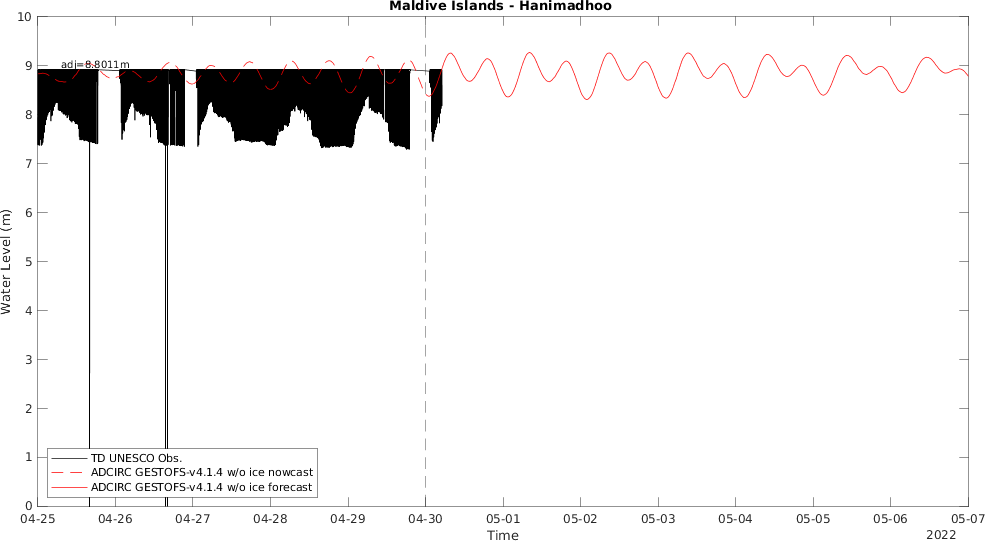 Maldive Islands - Hanimadhoo
10
9
8
7
6
5
4
3
2
1
0
Water Level (m)
adj=8.8011m
TD UNESCO Obs.
ADCIRC GESTOFS-v4.1.4 w/o ice nowcast
ADCIRC GESTOFS-v4.1.4 w/o ice forecast
04-25 04-26 04-27 04-28 04-29 04-30 05-01 05-02 05-03 05-04 05-05 05-06 05-07
Time
2022